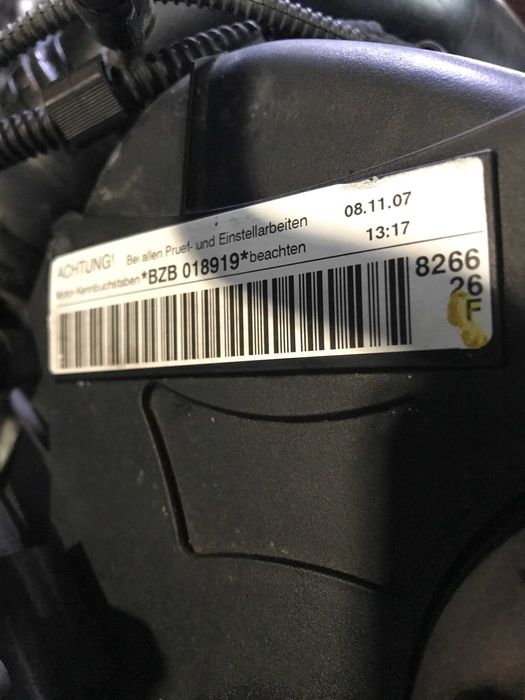 ACHTUNG! Bei allen Pruef- und Einstellarbeiten 08.11.07
Motor-Kennbuchstaben *BZB 018919* beachten 13:17
8266
26
F